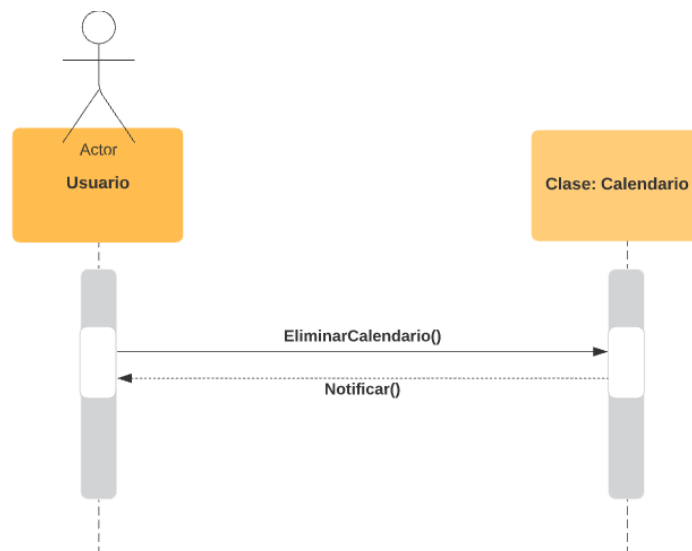 Actor
Usuario
Clase: Calendario
EliminarCalendario()
Notificar()